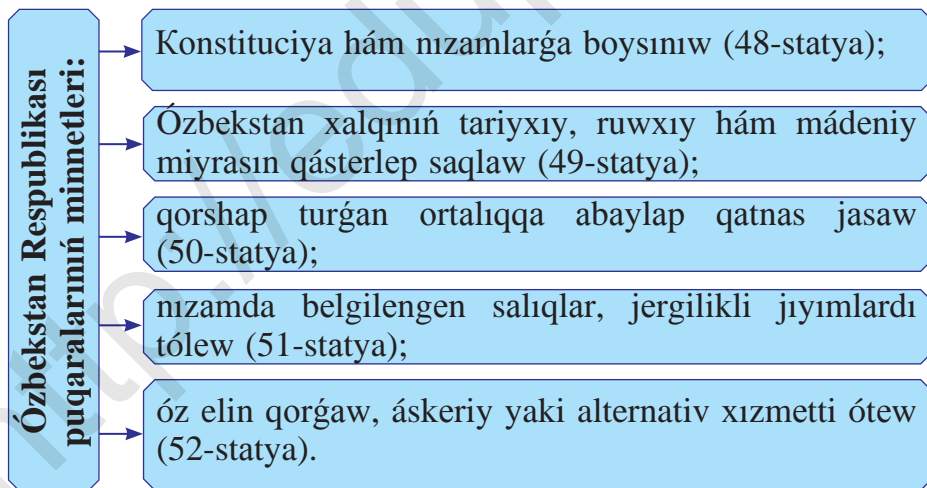 Ózbekstan Respublikası
puqaralarınıń minnetleri:
Konstituciya hám nızamlarǵa boysınıw (48-statya);
Ózbekstan xalqınıń tariyxıy, ruwxıy hám mádeniy
miyrasın qásterlep saqlaw (49-statya);
qorshap turǵan ortalıqqa abaylap qatnas jasaw
(50-statya);
nızamda belgilengen salıqlar, jergilikli jıyımlardı
tólew (51-statya);
óz elin qorǵaw, áskeriy yaki alternativ xızmetti ótew
(52-statya).